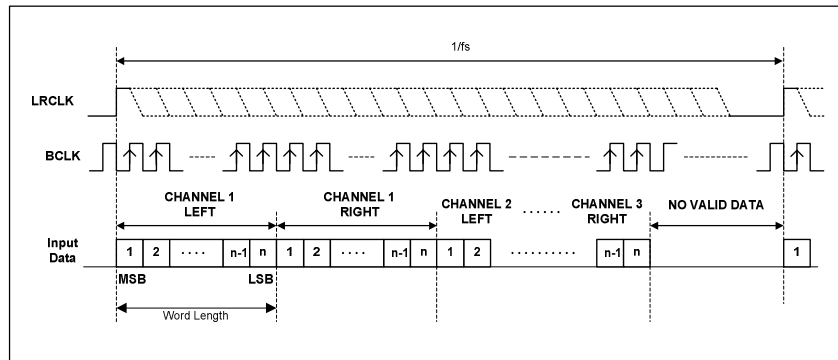 1/fs
LRCLK
BCLK
CHANNEL 1 LEFT
CHANNEL 1 RIGHT
CHANNEL 2 LEFT
......
CHANNEL 3 RIGHT
NO VALID DATA
Input Data
1 2 .... n-1 n 1 2 .... n-1 n 1 2 .......... n-1 n 1
MSB LSB
Word Length